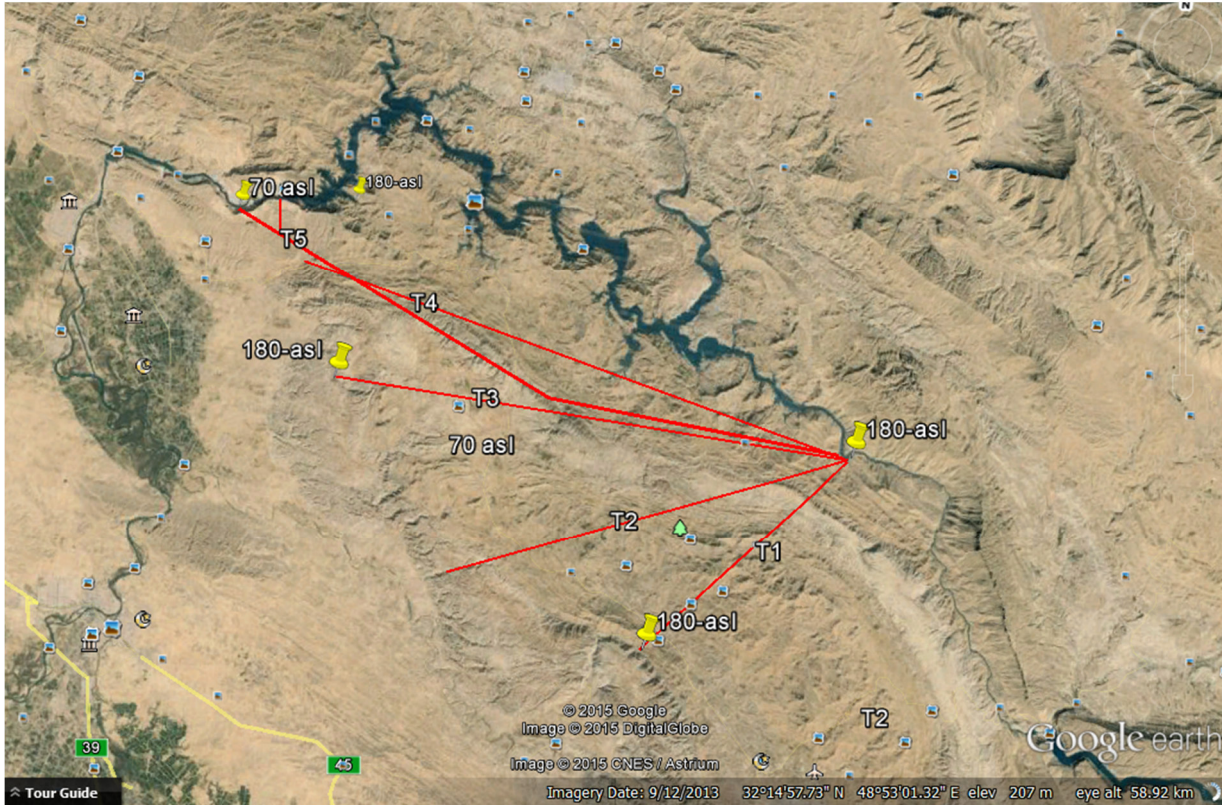 N
70 asl
180-asl
T5
T4
180-asl
T3
180-asl
70 asl
T2
T1
180-asl
© 2015 Google
Image © 2015 DigitalGlobe
T2
Google earth
39
45
Image © 2015 CNES / Astrium
Tour Guide
Imagery Date: 9/12/2013 32°14'57.73" N 48°53'01.32" E elev 207 m eye alt 58.92 km